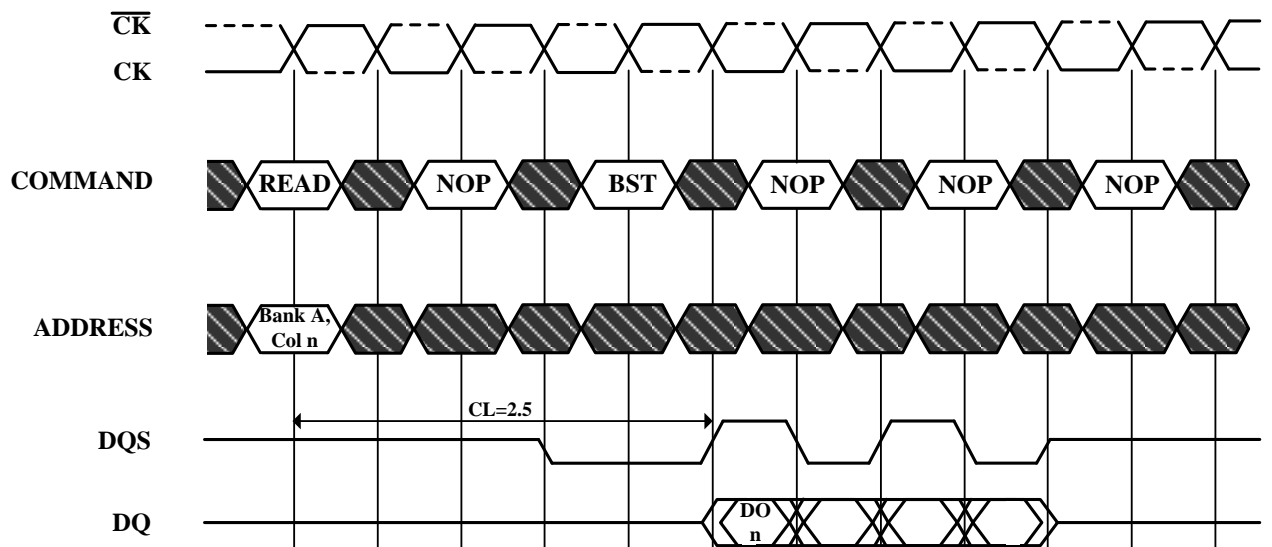 CK
CK
COMMAND
READ
NOP
BST
NOP
NOP
NOP
ADDRESS
Bank A,
Col n
CL=2.5
DQS
DQ
DO
n